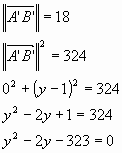 ‖A'B'‖ = 18
‖A'B'‖² = 324
0² + (y − 1)² = 324
y² − 2y + 1 = 324
y² − 2y − 323 = 0